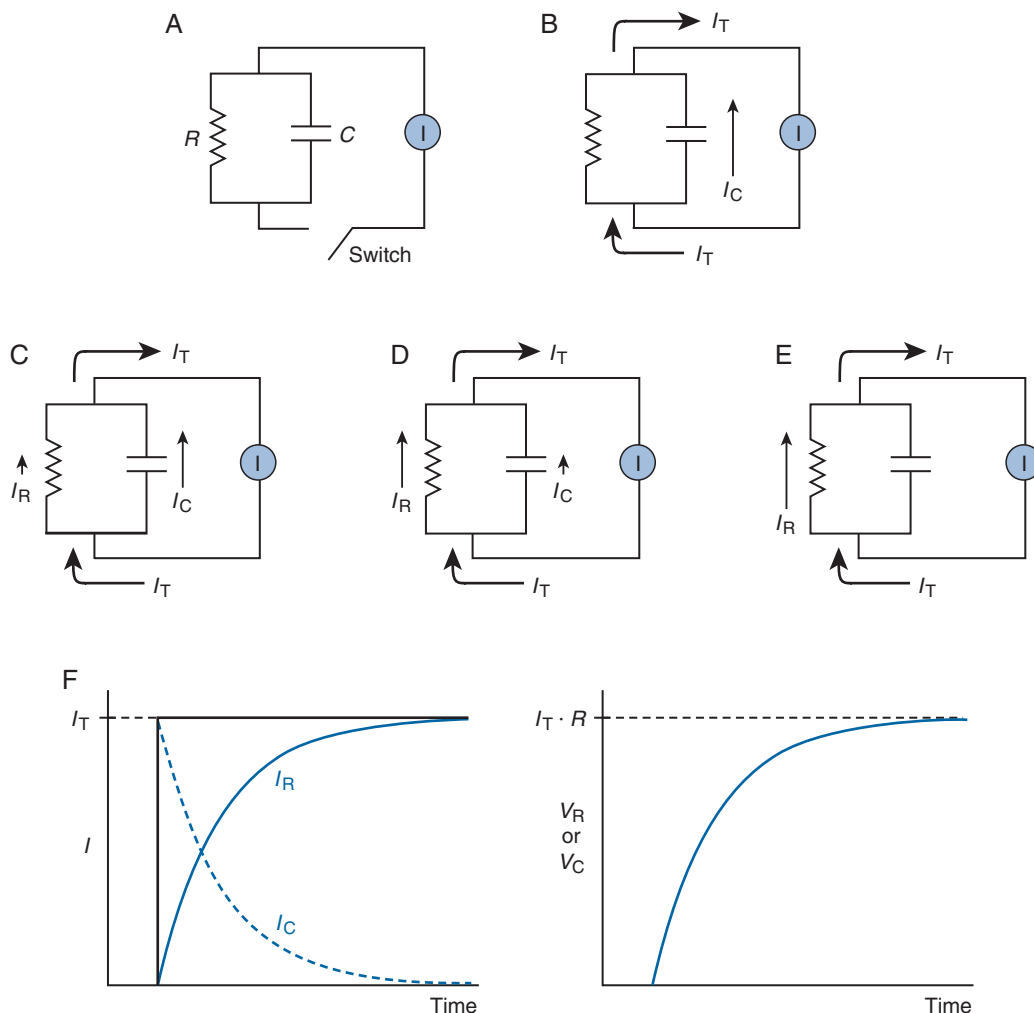 A
I_T
B
R
C
I
I
I_C
Switch
I_T
C
I_T
D
I_T
E
I_T
I_R
I_C
I
I_R
I_C
I
I_R
I
I_T
I_T
I_T
F
I_T
I_R
I
I_C
Time
I_T · R
V_R
or
V_C
Time